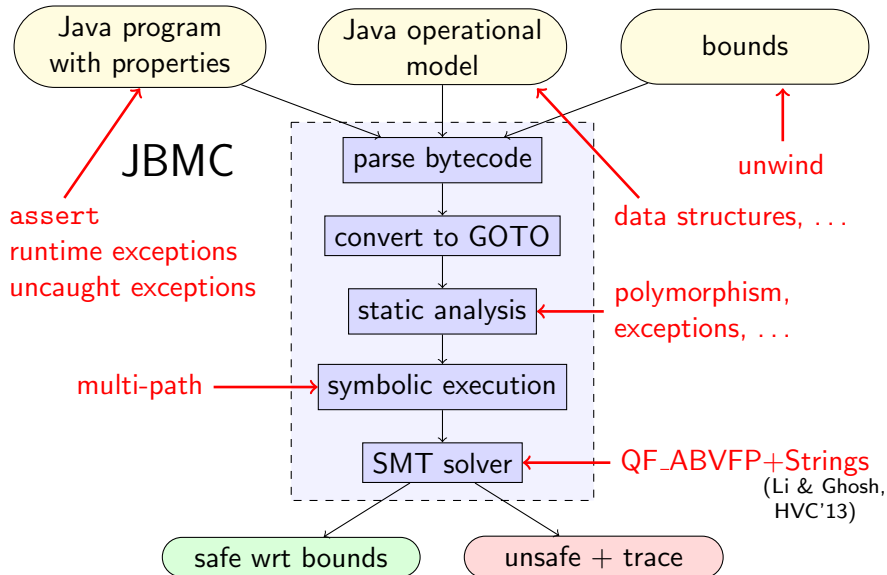 Java program
with properties
Java operational
model
bounds
JBMC
parse bytecode
unwind
assert
runtime exceptions
uncaught exceptions
convert to GOTO
data structures, ...
static analysis
polymorphism,
exceptions, ...
multi-path
symbolic execution
SMT solver
QF_ABVFP+Strings
(Li & Ghosh,
HVC'13)
safe wrt bounds
unsafe + trace